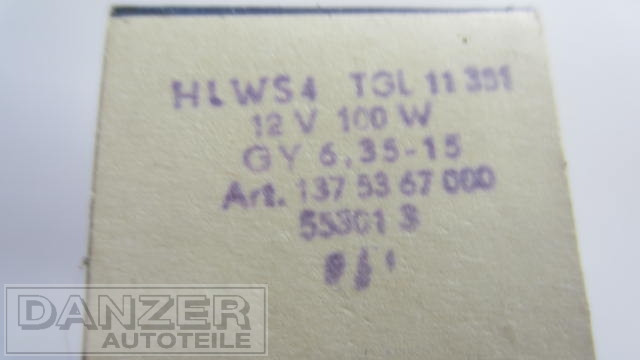 HLWS4 TGL 11 351
12 V 100 W
GY 6,35-15
Art. 137 53 67 000
55301 3
DANZER
AUTOTEILE